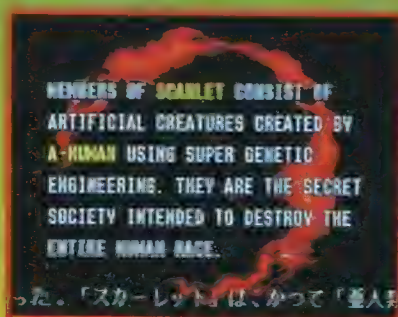 MEMBERS OF SCARLET CONSIST OF
ARTIFICIAL CREATURES CREATED BY
A-HUMAN USING SUPER GENETIC
ENGINEERING. THEY ARE THE SECRET
SOCIETY INTENDED TO DESTROY THE
ENTIRE HUMAN RACE.
った。「スカーレット」は、かつて「亜人